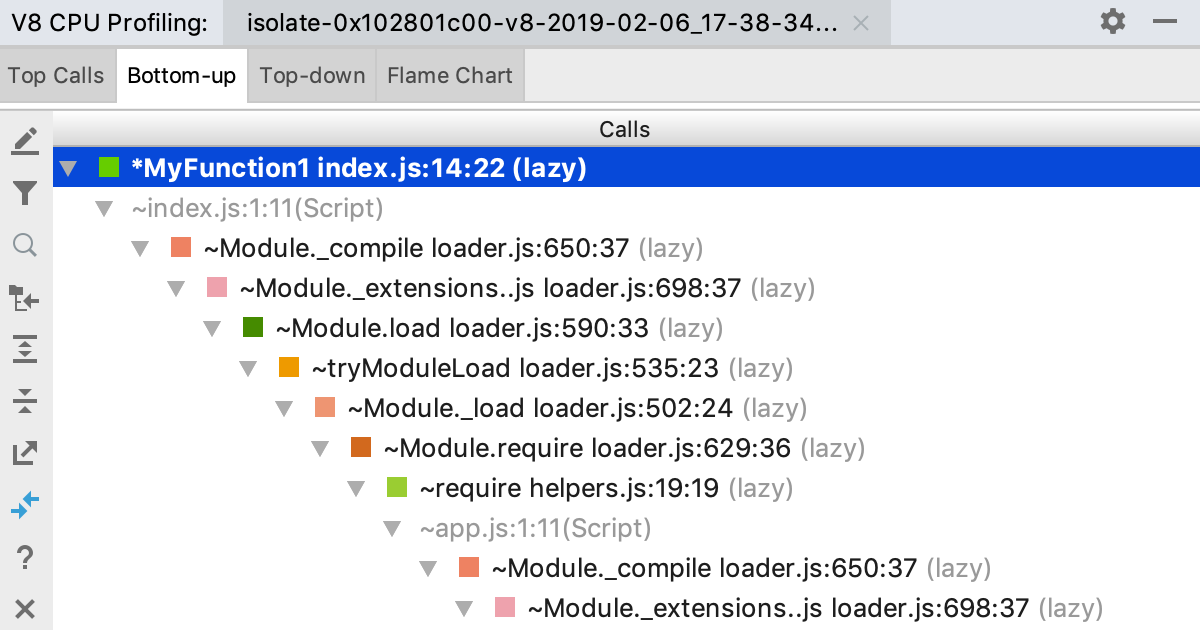 V8 CPU Profiling: isolate-0x102801c00-v8-2019-02-06_17-38-34...
Top Calls Bottom-up Top-down Flame Chart
Calls
*MyFunction1 index.js:14:22 (lazy)
~index.js:1:11(Script)
~Module._compile loader.js:650:37 (lazy)
~Module._extensions..js loader.js:698:37 (lazy)
~Module.load loader.js:590:33 (lazy)
~tryModuleLoad loader.js:535:23 (lazy)
~Module._load loader.js:502:24 (lazy)
~Module.require loader.js:629:36 (lazy)
~require helpers.js:19:19 (lazy)
~app.js:1:11(Script)
~Module._compile loader.js:650:37 (lazy)
~Module._extensions..js loader.js:698:37 (lazy)